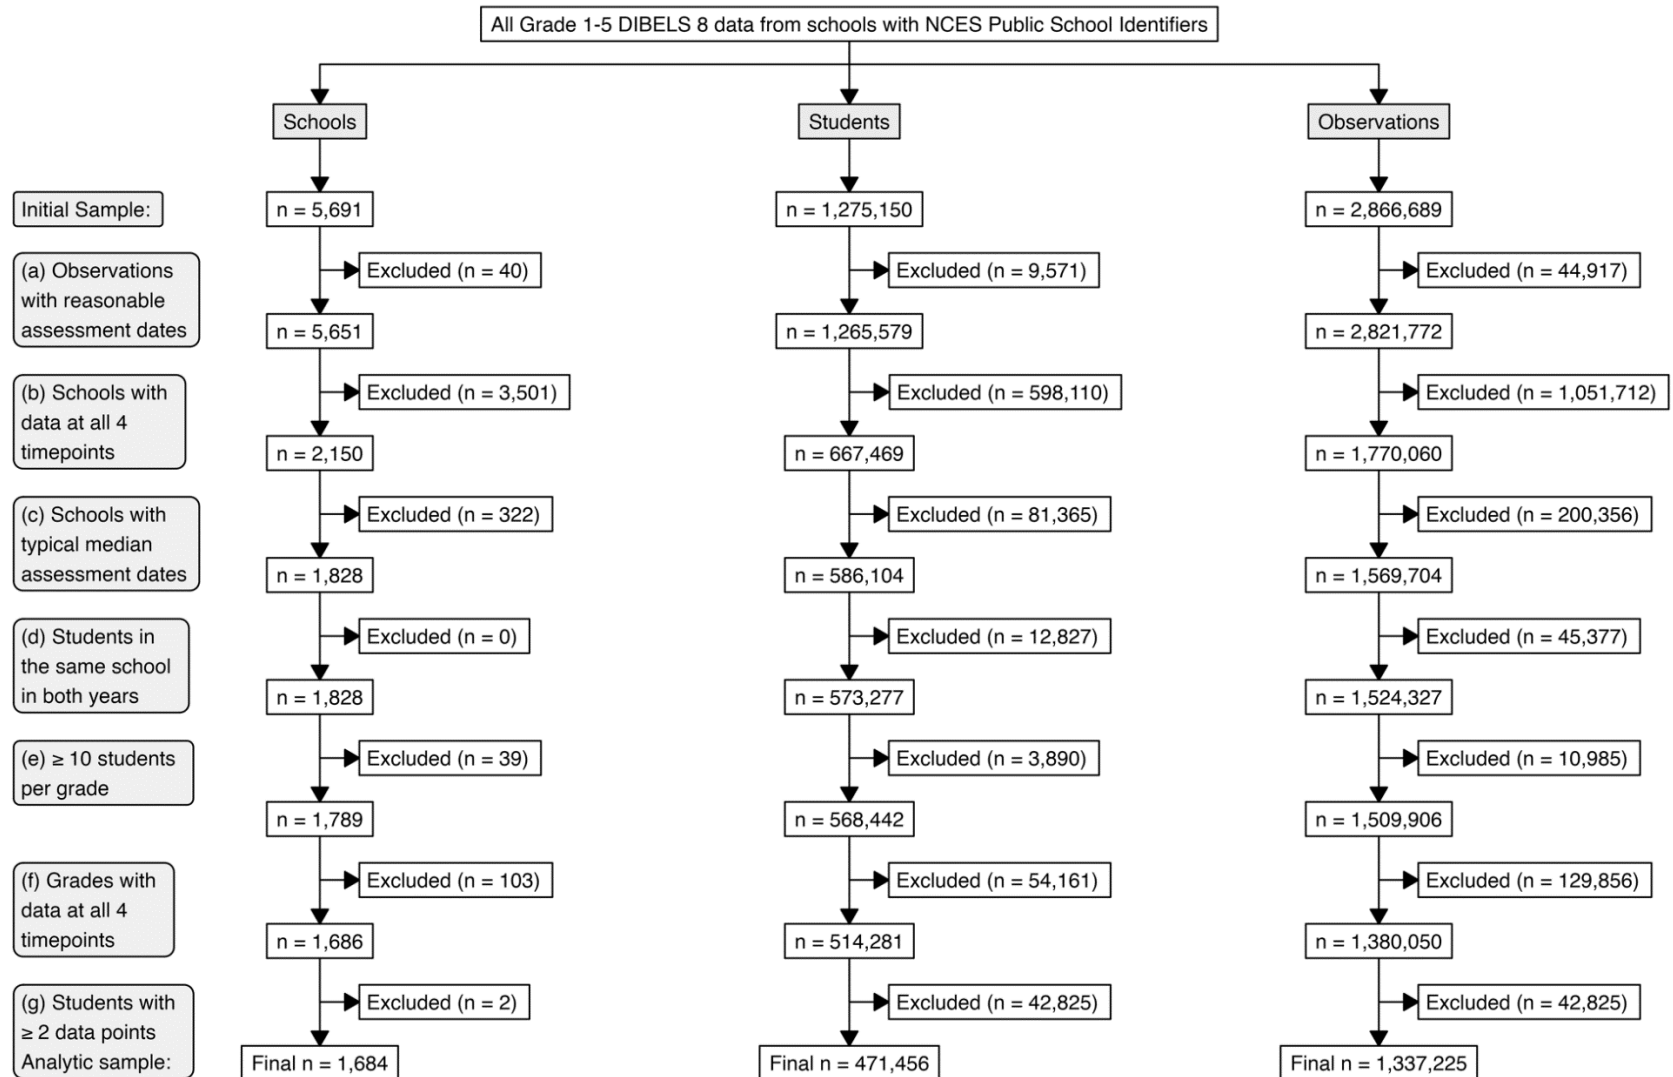 All Grade 1-5 DIBELS 8 data from schools with NCES Public School Identifiers
Schools
Students
Observations
Initial Sample:
n = 5,691
n = 1,275,150
n = 2,866,689
(a) Observations
with reasonable
assessment dates
Excluded (n = 40)
Excluded (n = 9,571)
Excluded (n = 44,917)
n = 5,651
n = 1,265,579
n = 2,821,772
(b) Schools with
data at all 4
timepoints
Excluded (n = 3,501)
Excluded (n = 598,110)
Excluded (n = 1,051,712)
n = 2,150
n = 667,469
n = 1,770,060
(c) Schools with
typical median
assessment dates
Excluded (n = 322)
Excluded (n = 81,365)
Excluded (n = 200,356)
n = 1,828
n = 586,104
n = 1,569,704
(d) Students in
the same school
in both years
Excluded (n = 0)
Excluded (n = 12,827)
Excluded (n = 45,377)
n = 1,828
n = 573,277
n = 1,524,327
(e) ≥ 10 students
per grade
Excluded (n = 39)
Excluded (n = 3,890)
Excluded (n = 10,985)
n = 1,789
n = 568,442
n = 1,509,906
(f) Grades with
data at all 4
timepoints
Excluded (n = 103)
Excluded (n = 54,161)
Excluded (n = 129,856)
n = 1,686
n = 514,281
n = 1,380,050
(g) Students with
≥ 2 data points
Analytic sample:
Excluded (n = 2)
Excluded (n = 42,825)
Excluded (n = 42,825)
Final n = 1,684
Final n = 471,456
Final n = 1,337,225